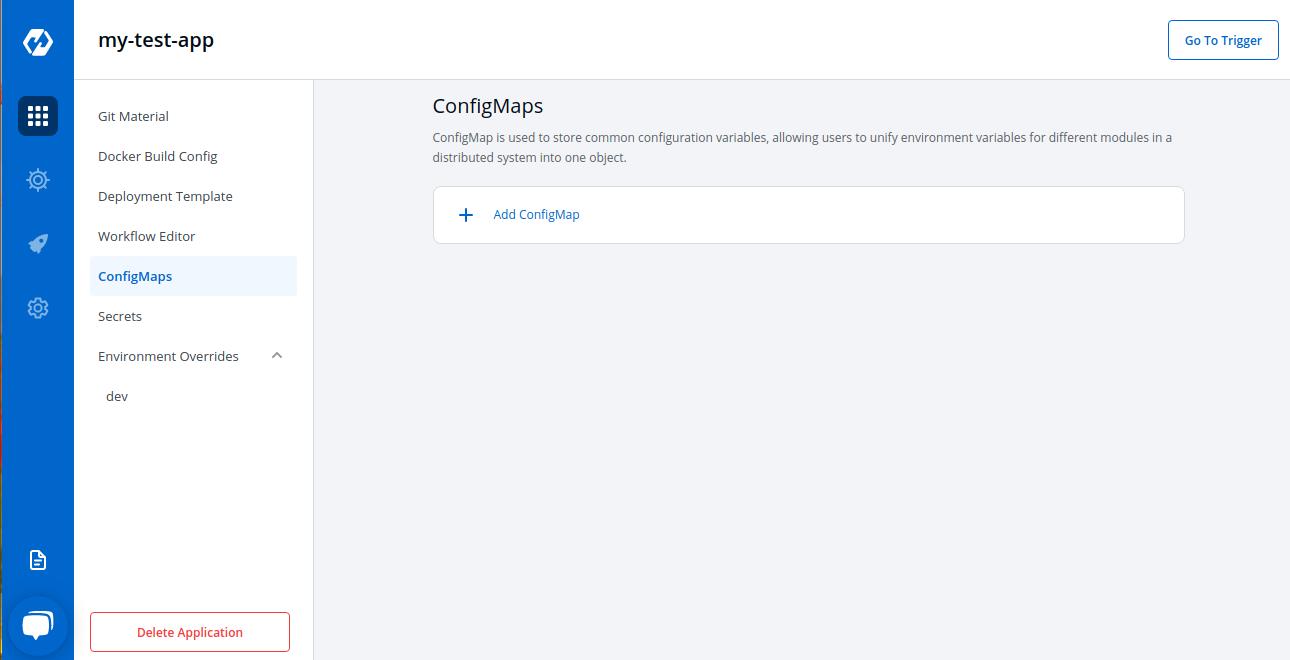 my-test-app
Go To Trigger
Git Material
Docker Build Config
Deployment Template
Workflow Editor
ConfigMaps
Secrets
Environment Overrides
dev
Delete Application
ConfigMaps
ConfigMap is used to store common configuration variables, allowing users to unify environment variables for different modules in a
distributed system into one object.
Add ConfigMap